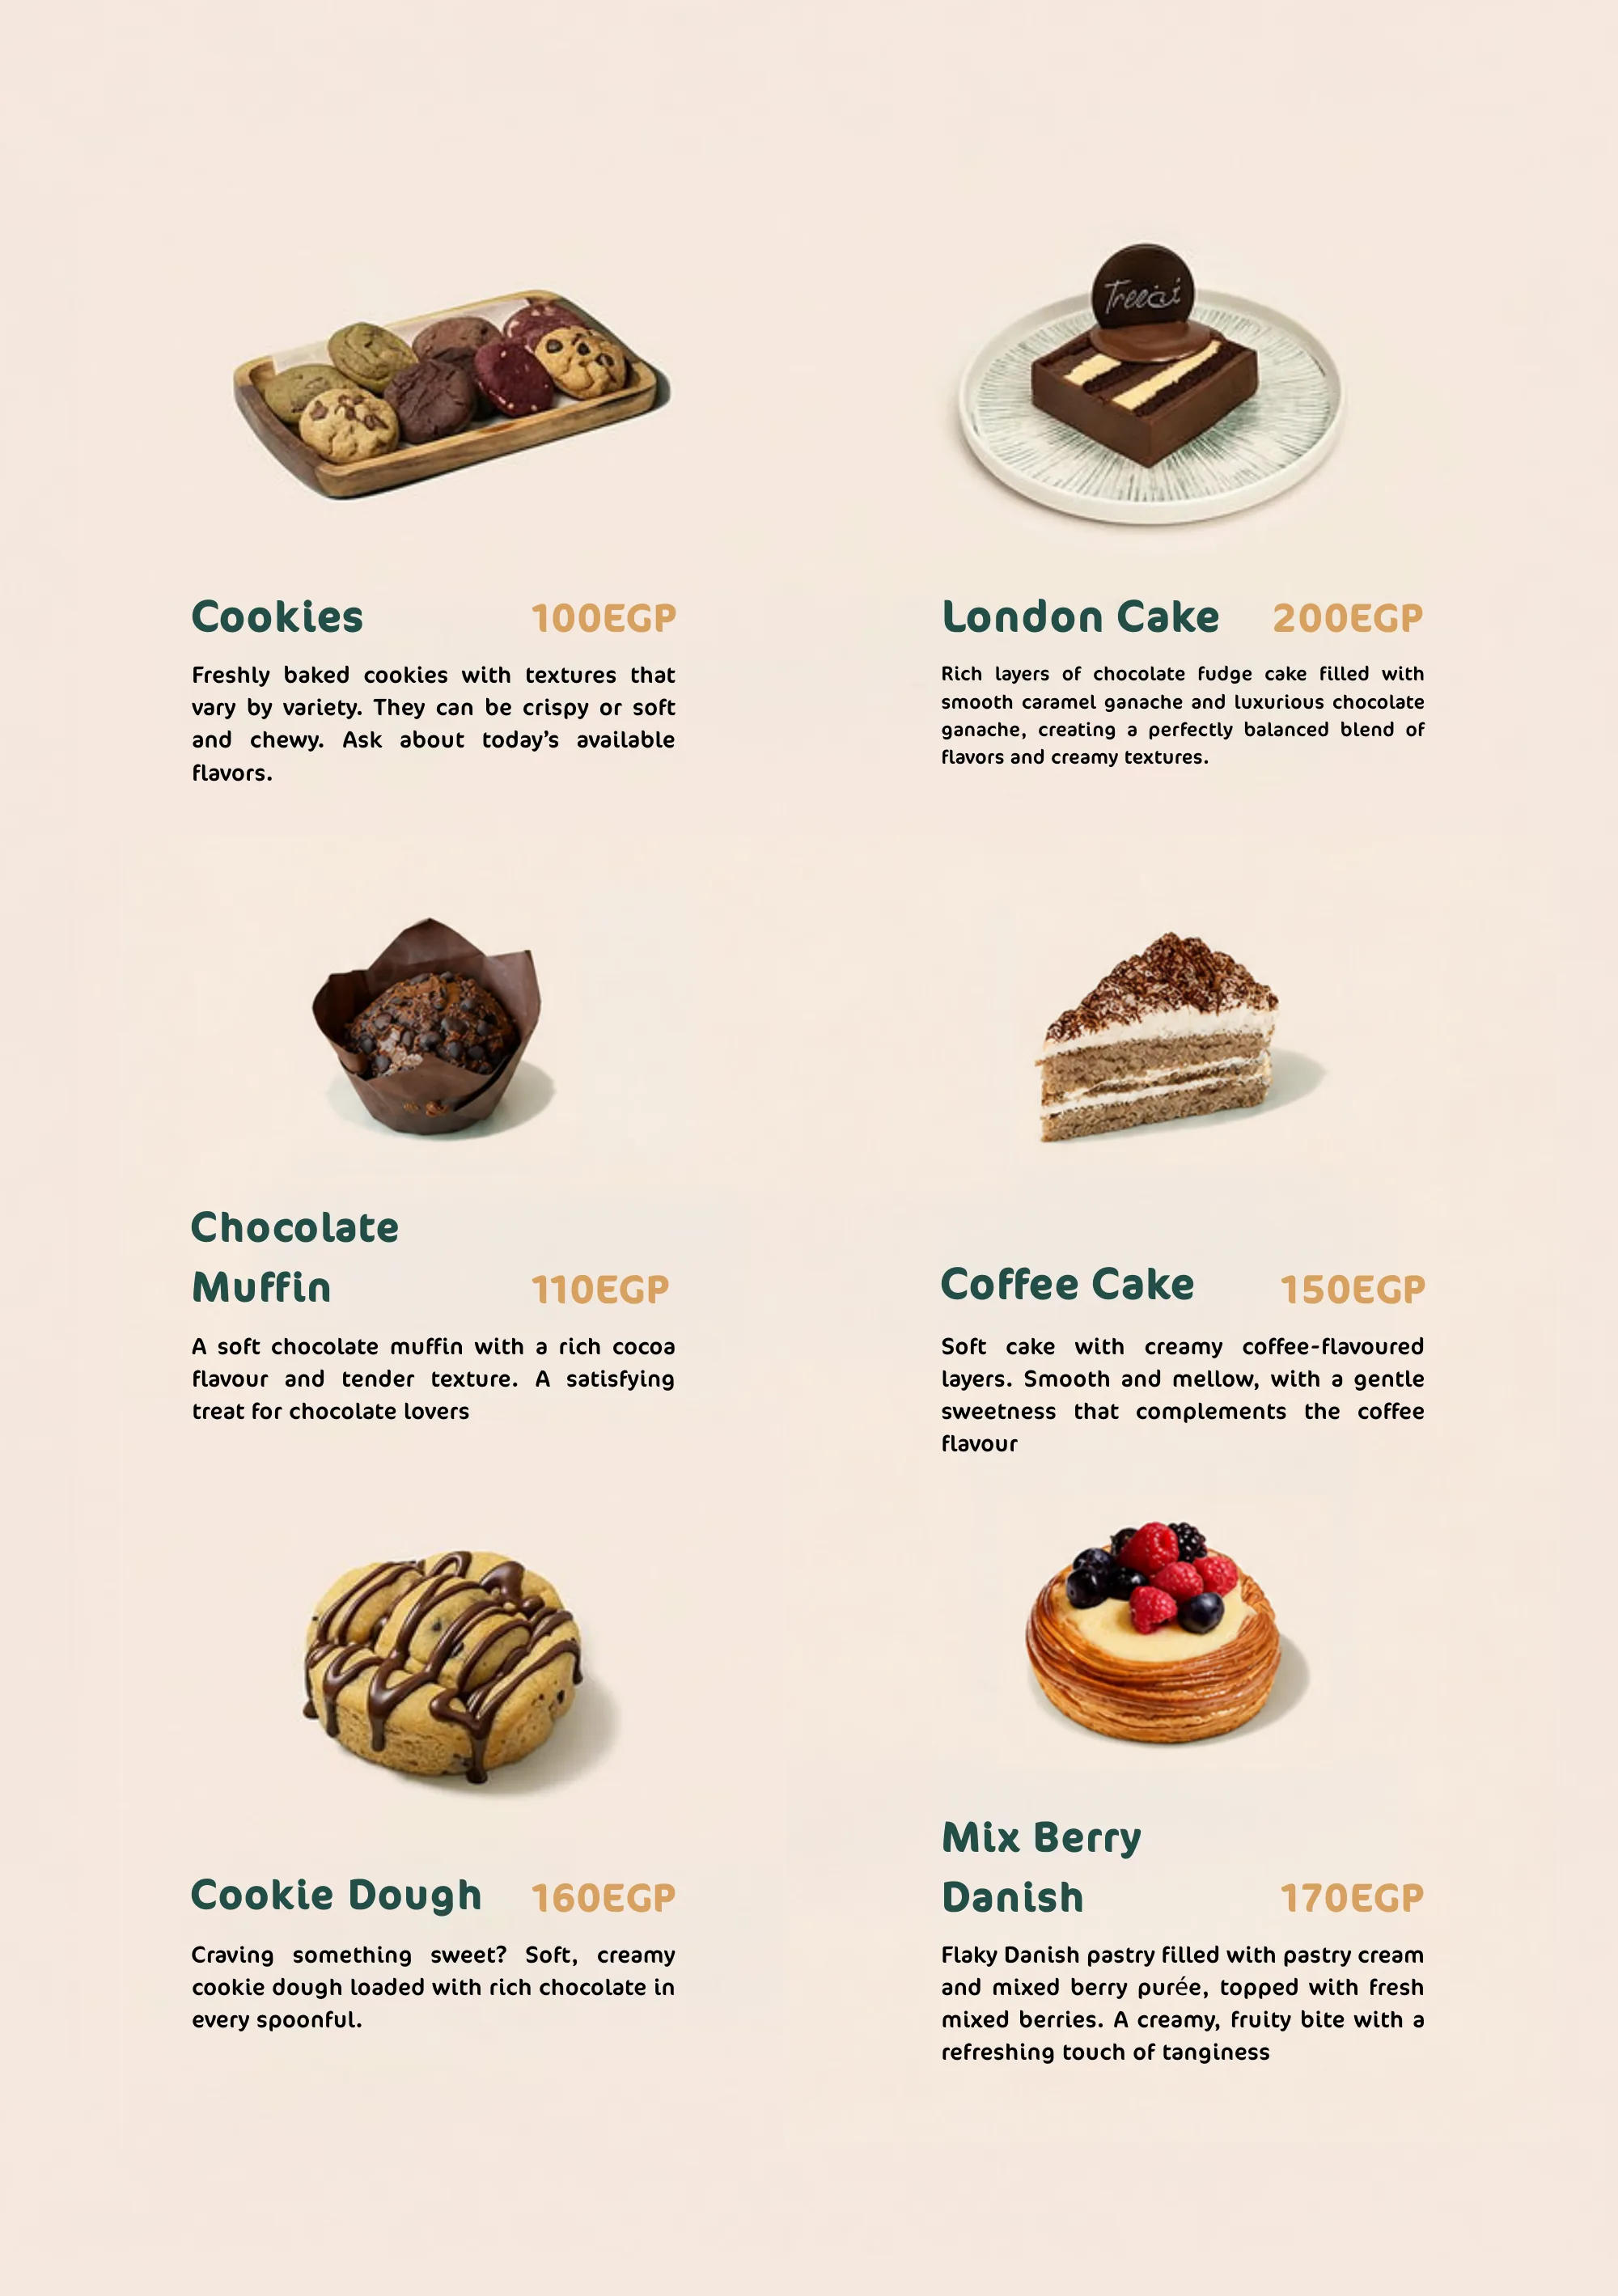 Treeci
Cookies 100EGP
Freshly baked cookies with textures that
vary by variety. They can be crispy or soft
and chewy. Ask about today’s available
flavors.
London Cake 200EGP
Rich layers of chocolate fudge cake filled with
smooth caramel ganache and luxurious chocolate
ganache, creating a perfectly balanced blend of
flavors and creamy textures.
Chocolate
Muffin 110EGP
A soft chocolate muffin with a rich cocoa
flavour and tender texture. A satisfying
treat for chocolate lovers
Coffee Cake 150EGP
Soft cake with creamy coffee-flavoured
layers. Smooth and mellow, with a gentle
sweetness that complements the coffee
flavour
Cookie Dough 160EGP
Craving something sweet? Soft, creamy
cookie dough loaded with rich chocolate in
every spoonful.
Mix Berry
Danish 170EGP
Flaky Danish pastry filled with pastry cream
and mixed berry purée, topped with fresh
mixed berries. A creamy, fruity bite with a
refreshing touch of tanginess